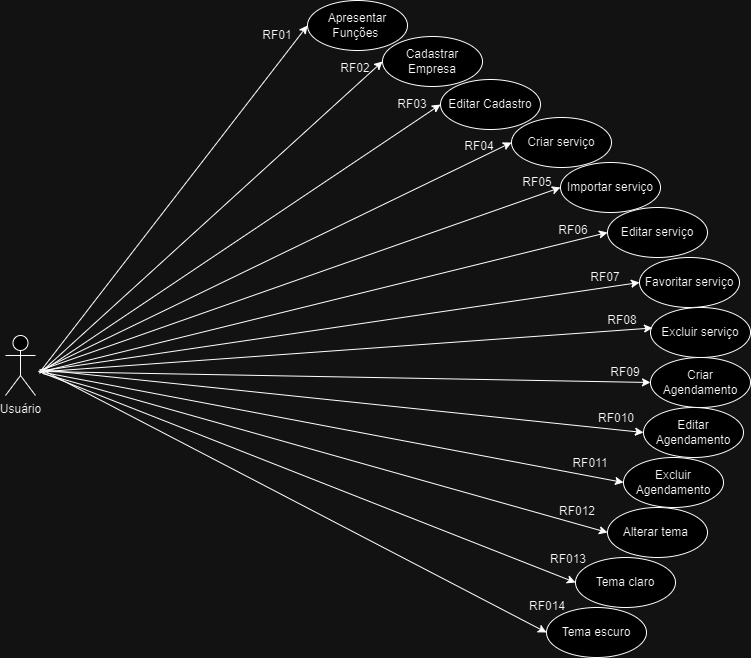 RF01
Apresentar
Funções
RF02
Cadastrar
Empresa
RF03
Editar Cadastro
RF04
Criar serviço
RF05
Importar serviço
RF06
Editar serviço
RF07
Favoritar serviço
RF08
Excluir serviço
RF09
Criar
Agendamento
RF010
Editar
Agendamento
RF011
Excluir
Agendamento
RF012
Alterar tema
RF013
Tema claro
RF014
Tema escuro
Usuário